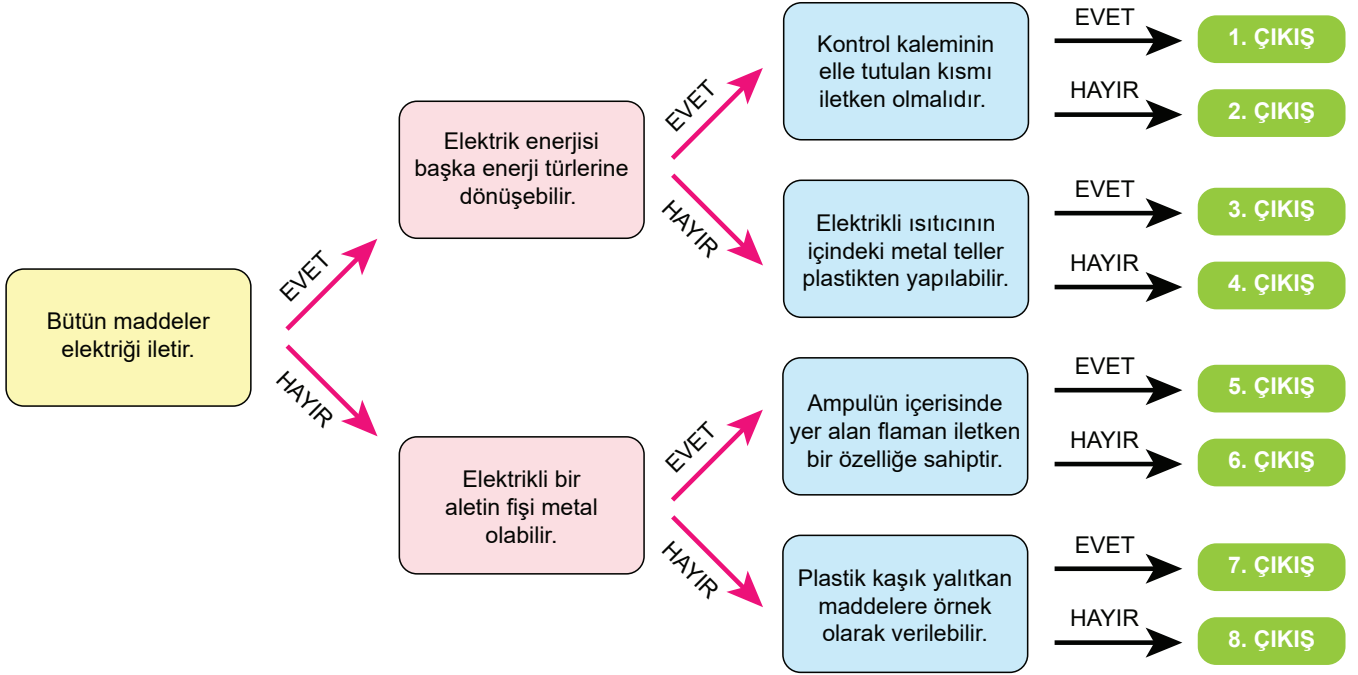 Bütün maddeler
elektriği iletir.
EVET
HAYIR
Elektrik enerjisi
başka enerji türlerine
dönüşebilir.
EVET
HAYIR
Elektrikli bir
aletin fişi metal
olabilir.
EVET
HAYIR
Kontrol kaleminin
elle tutulan kısmı
iletken olmalıdır.
EVET
1. ÇIKIŞ
HAYIR
2. ÇIKIŞ
Elektrikli ısıtıcının
içindeki metal teller
plastikten yapılabilir.
EVET
3. ÇIKIŞ
HAYIR
4. ÇIKIŞ
Ampulün içerisinde
yer alan flaman iletken
bir özelliğe sahiptir.
EVET
5. ÇIKIŞ
HAYIR
6. ÇIKIŞ
Plastik kaşık yalıtkan
maddelere örnek
olarak verilebilir.
EVET
7. ÇIKIŞ
HAYIR
8. ÇIKIŞ